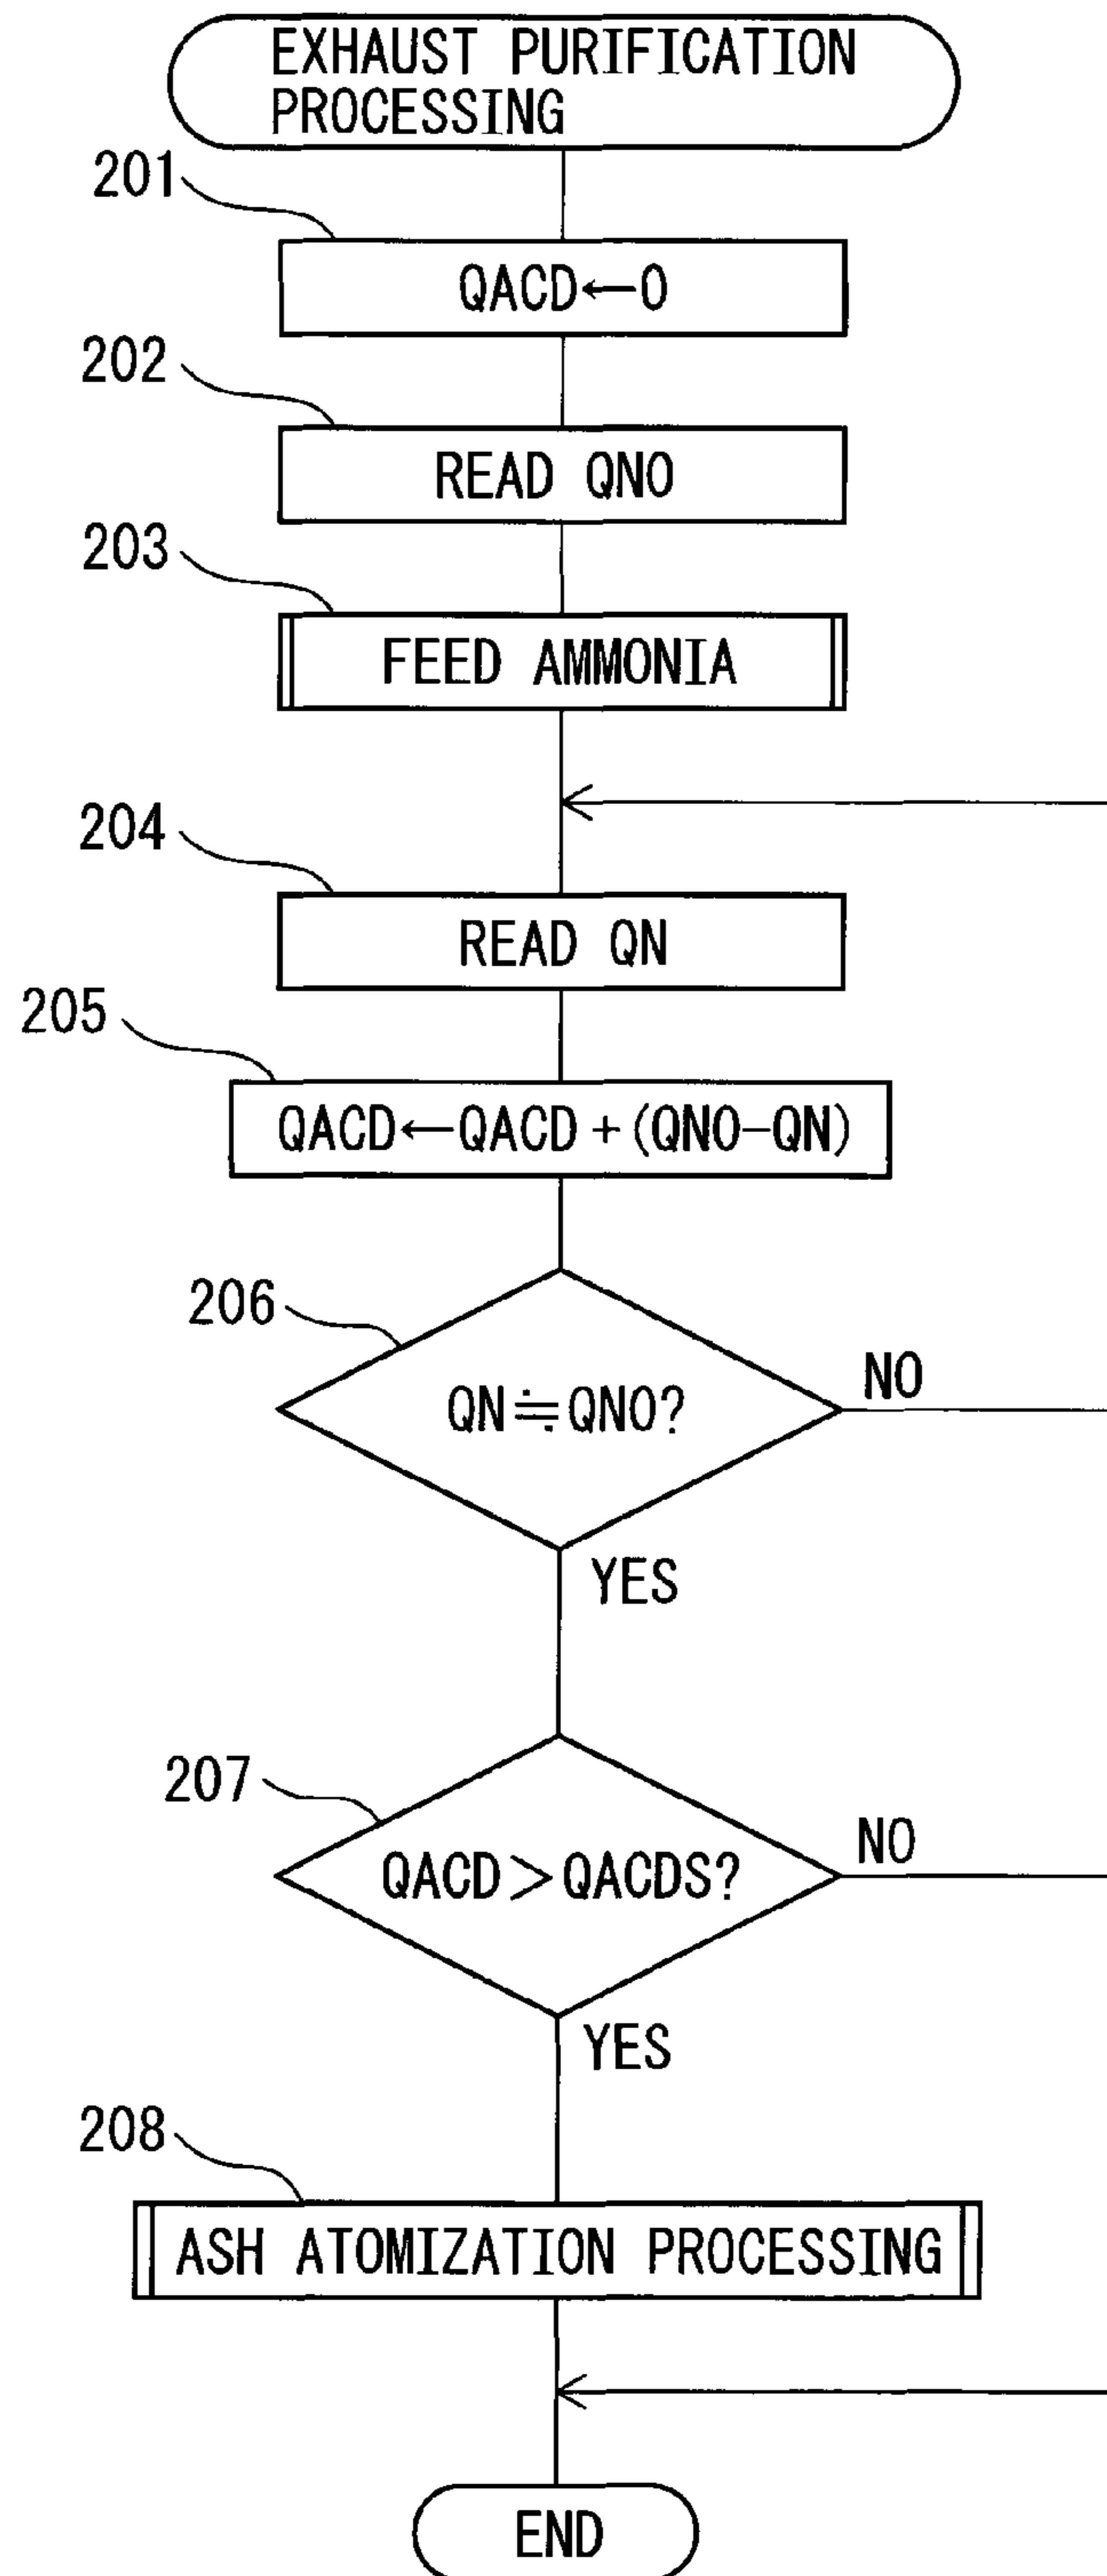 EXHAUST PURIFICATION
PROCESSING
201
QACD←0
202
READ QNO
203
FEED AMMONIA
204
READ QN
205
QACD←QACD+(QNO-QN)
206
QN≒QNO?
NO
YES
207
QACD>QACDS?
NO
YES
208
ASH ATOMIZATION PROCESSING
END